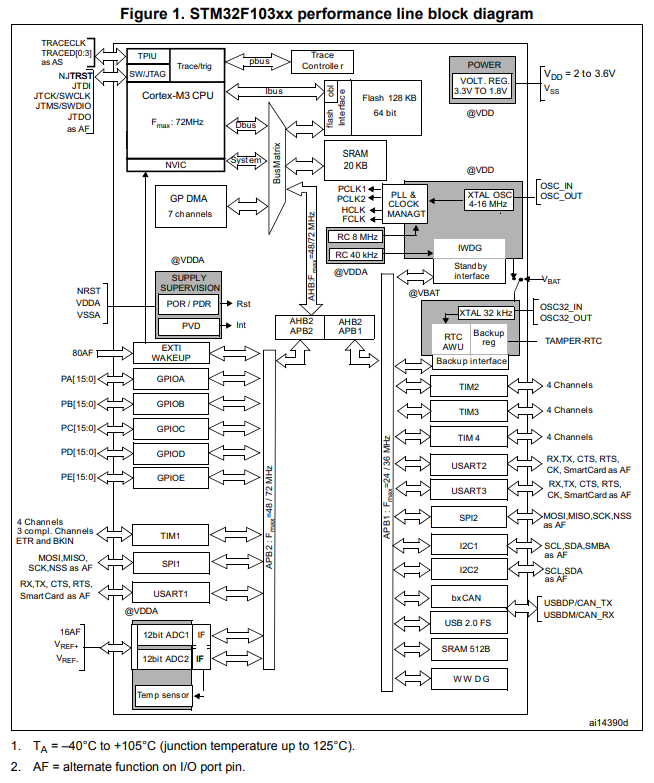 Figure 1. STM32F103xx performance line block diagram
TRACECLK
TRACED[0:3]
as AS
NJTRST
JTDI
JTCK/SWCLK
JTMS/SWDIO
JTDO
as AF
TPIU
SW/JTAG
Trace/trig
Cortex-M3 CPU
Fmax: 72MHz
NVIC
pbus
Trace
Controller
Ibus
Dbus
System
BusMatrix
flash obl
Interface
Flash 128 KB
64 bit
SRAM
20 KB
GP DMA
7 channels
POWER
VOLT. REG.
3.3V TO 1.8V
@VDD
VDD = 2 to 3.6V
VSS
@VDD
PCLK1
PCLK2
HCLK
FCLK
PLL &
CLOCK
MANAGT
XTAL OSC
4-16 MHz
OSC_IN
OSC_OUT
RC 8 MHz
RC 40 kHz
@VDDA
IWDG
Standby
interface
@VBAT
VBAT
AHB:Fmax=48/72 MHz
@VDDA
SUPPLY
SUPERVISION
NRST
VDDA
VSSA
POR / PDR
Rst
PVD
Int
AHB2
APB2
AHB2
APB1
XTAL 32 kHz
OSC32_IN
OSC32_OUT
RTC
AWU
Backup
reg
TAMPER-RTC
Backup interface
80AF
EXTI
WAKEUP
PA[15:0]
GPIOA
PB[15:0]
GPIOB
PC[15:0]
GPIOC
PD[15:0]
GPIOD
PE[15:0]
GPIOE
4 Channels
3 compl. Channels
ETR and BKIN
TIM1
MOSI,MISO,
SCK,NSS as AF
SPI1
RX,TX, CTS, RTS,
SmartCard as AF
USART1
@VDDA
16AF
VREF+
VREF-
12bit ADC1
IF
12bit ADC2
IF
Temp sensor
APB2 : Fmax=48 / 72 MHz
APB1 : Fmax=24 / 36 MHz
TIM2
4 Channels
TIM3
4 Channels
TIM 4
4 Channels
USART2
RX,TX, CTS, RTS,
CK, SmartCard as AF
USART3
RX,TX, CTS, RTS,
CK, SmartCard as AF
SPI2
MOSI,MISO,SCK,NSS
as AF
I2C1
SCL,SDA,SMBA
as AF
I2C2
SCL,SDA
as AF
bxCAN
USBDP/CAN_TX
USBDM/CAN_RX
USB 2.0 FS
SRAM 512B
W W D G
ai14390d
1. TA = –40°C to +105°C (junction temperature up to 125°C).
2. AF = alternate function on I/O port pin.